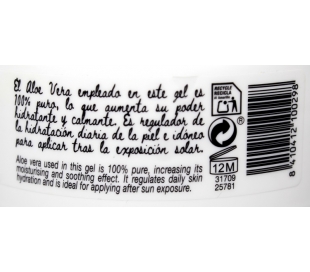 El Aloe Vera empleado en este gel es
100% puro, lo que aumenta su poder
hidratante y calmante. Es regulador de
la hidratación diaria de la piel e idóneo
para aplicar tras la exposición solar.
Aloe vera used in this gel is 100% pure, increasing its
moisturising and soothing effect. It regulates daily skin
hydration and is ideal for applying after sun exposure.
12M
31709
25781
8 410412 100298